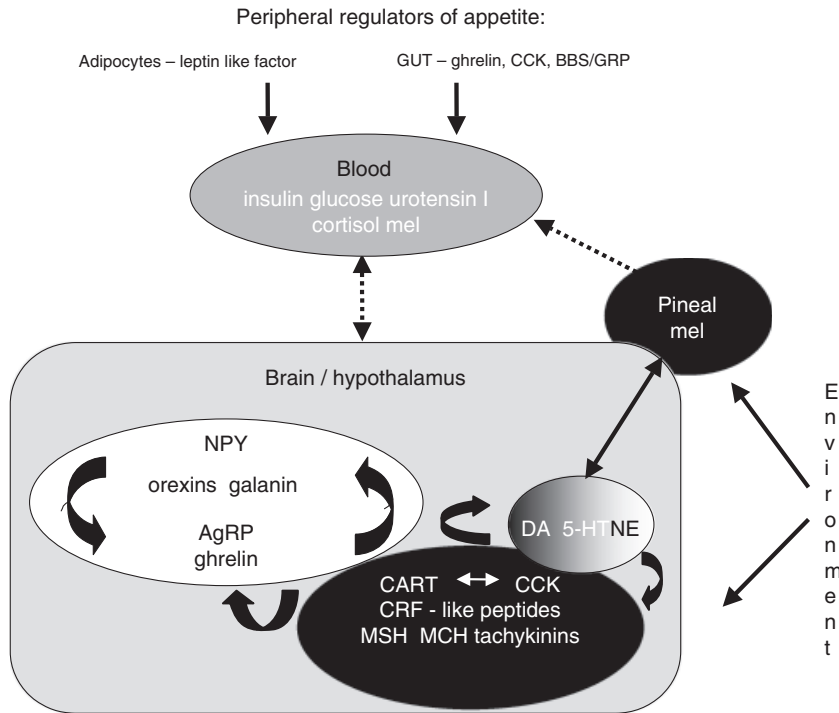 Peripheral regulators of appetite:
Adipocytes – leptin like factor
GUT – ghrelin, CCK, BBS/GRP
Blood
insulin glucose urotensin I
cortisol mel
Pineal
mel
Brain / hypothalamus
NPY
orexins galanin
AgRP
ghrelin
DA 5-HTNE
CART CCK
CRF - like peptides
MSH MCH tachykinins
Environment